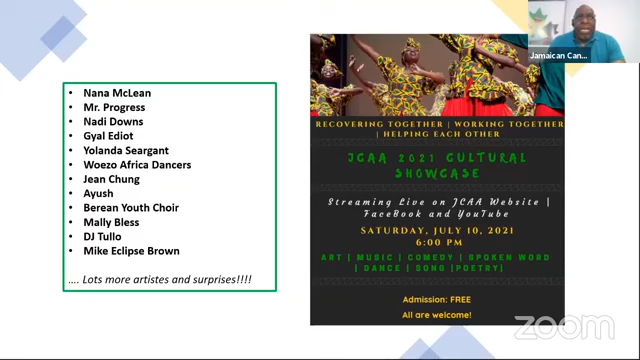 Nana McLean
Mr. Progress
Nadi Downs
Gyal Ediot
Yolanda Seargant
Woezo Africa Dancers
Jean Chung
Ayush
Berean Youth Choir
Mally Bless
DJ Tullo
Mike Eclipse Brown
.... Lots more artistes and surprises!!!!
RECOVERING TOGETHER | WORKING TOGETHER
| HELPING EACH OTHER
JCAA 2021 CULTURAL
SHOWCASE
Streaming Live on JCAA Website |
FaceBook and YouTube
SATURDAY, JULY 10, 2021
6:00 PM
ART | MUSIC | COMEDY | SPOKEN WORD
| DANCE | SONG |POETRY|
Admission: FREE
All are welcome!
Jamaican Can...
zoom